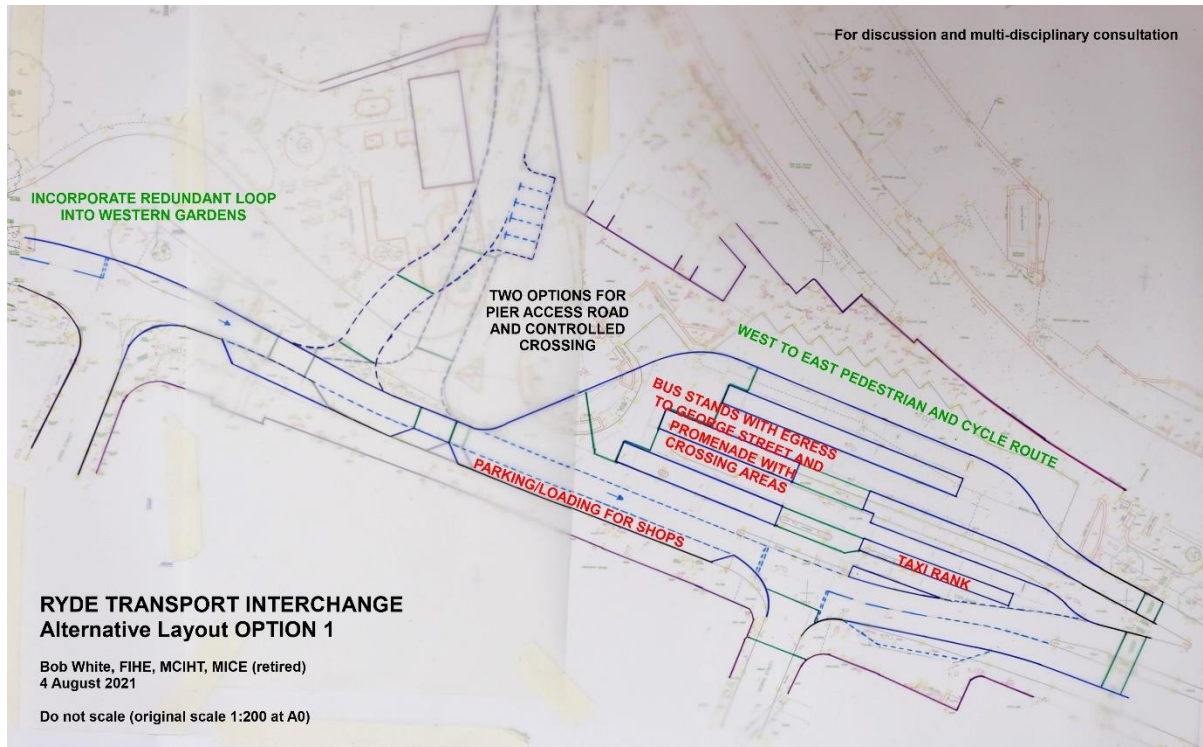 For discussion and multi-disciplinary consultation
INCORPORATE REDUNDANT LOOP
INTO WESTERN GARDENS
TWO OPTIONS FOR
PIER ACCESS ROAD
AND CONTROLLED
CROSSING
WEST TO EAST PEDESTRIAN AND CYCLE ROUTE
BUS STANDS WITH EGRESS
TO GEORGE STREET AND
PROMENADE WITH
CROSSING AREAS
PARKING/LOADING FOR SHOPS
TAXI RANK
RYDE TRANSPORT INTERCHANGE
Alternative Layout OPTION 1
Bob White, FIHE, MCIHT, MICE (retired)
4 August 2021
Do not scale (original scale 1:200 at A0)